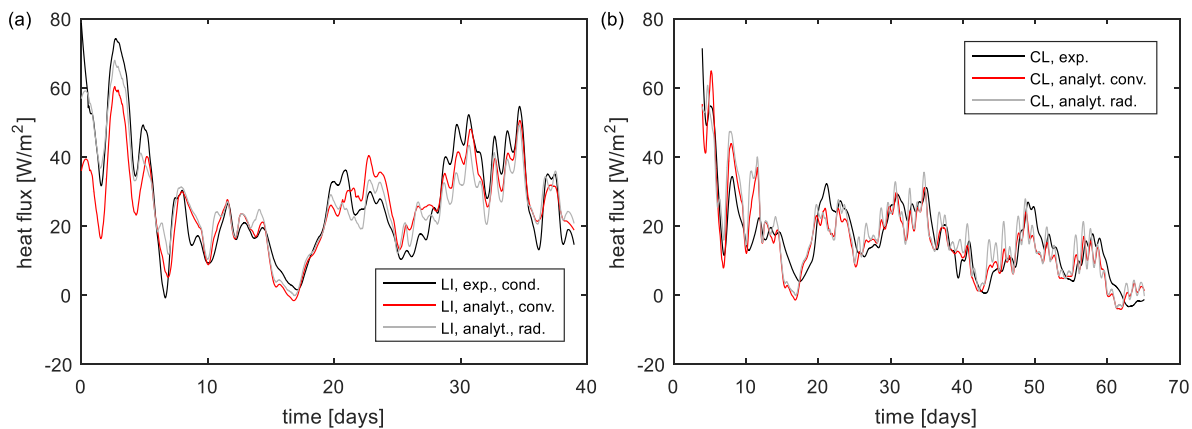 (a)
80
60
40
20
0
-20
heat flux [W/m²]
0 10 20 30 40
time [days]
LI, exp., cond.
LI, analyt., conv.
LI, analyt., rad.
(b)
80
60
40
20
0
-20
heat flux [W/m²]
0 10 20 30 40 50 60 70
time [days]
CL, exp.
CL, analyt. conv.
CL, analyt. rad.